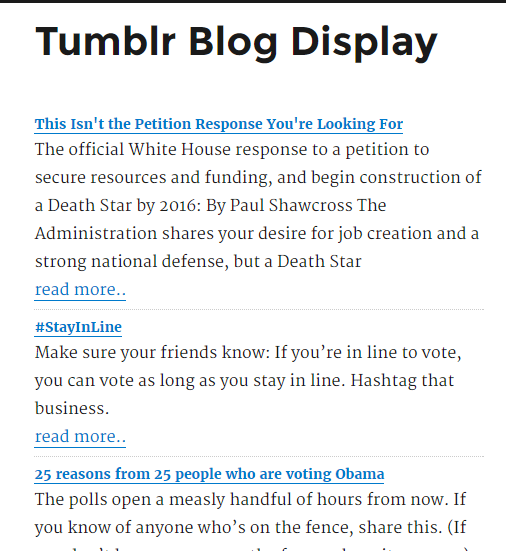 Tumblr Blog Display
This Isn't the Petition Response You're Looking For
The official White House response to a petition to
secure resources and funding, and begin construction of
a Death Star by 2016: By Paul Shawcross The
Administration shares your desire for job creation and a
strong national defense, but a Death Star
read more..
#StayInLine
Make sure your friends know: If you’re in line to vote,
you can vote as long as you stay in line. Hashtag that
business.
read more..
25 reasons from 25 people who are voting Obama
The polls open a measly handful of hours from now. If
you know of anyone who’s on the fence, share this. (If